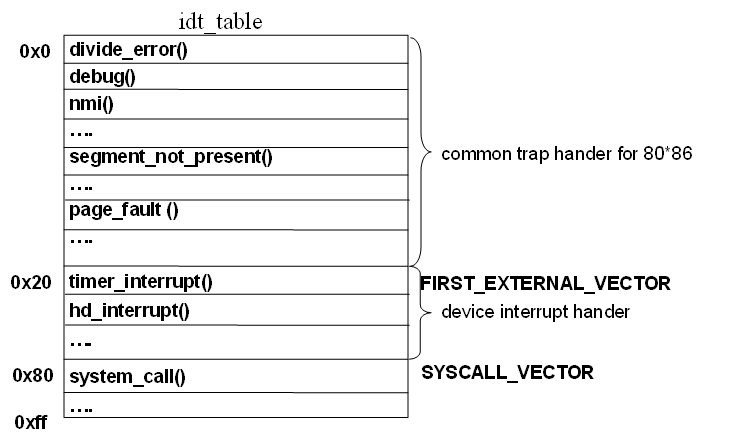 idt_table
0x0
divide_error()
debug()
nmi()
....
segment_not_present()
....
page_fault ()
....
common trap hander for 80*86
0x20
timer_interrupt()
FIRST_EXTERNAL_VECTOR
hd_interrupt()
device interrupt hander
....
0x80
system_call()
SYSCALL_VECTOR
....
0xff